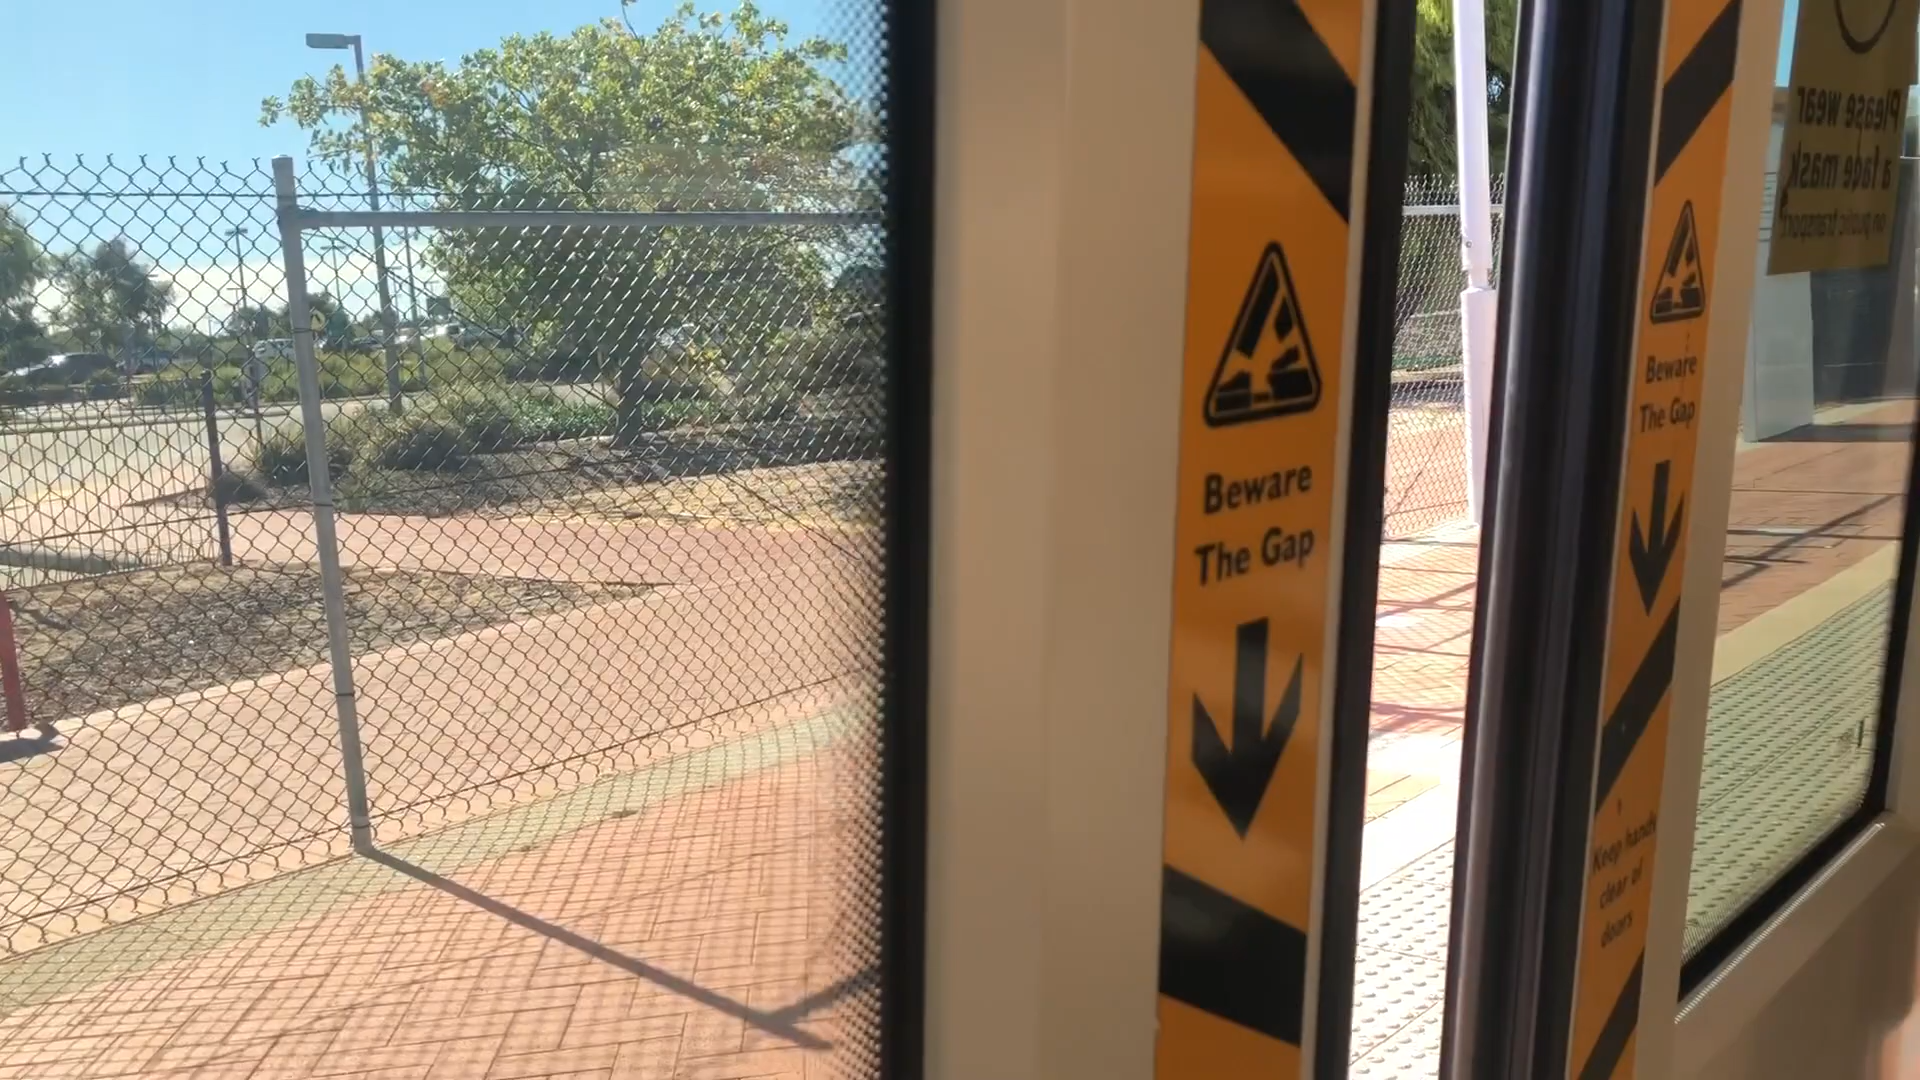 Beware
The Gap
Beware
The Gap
Keep hands
clear of
doors
Please wear
a face mask
on public transport